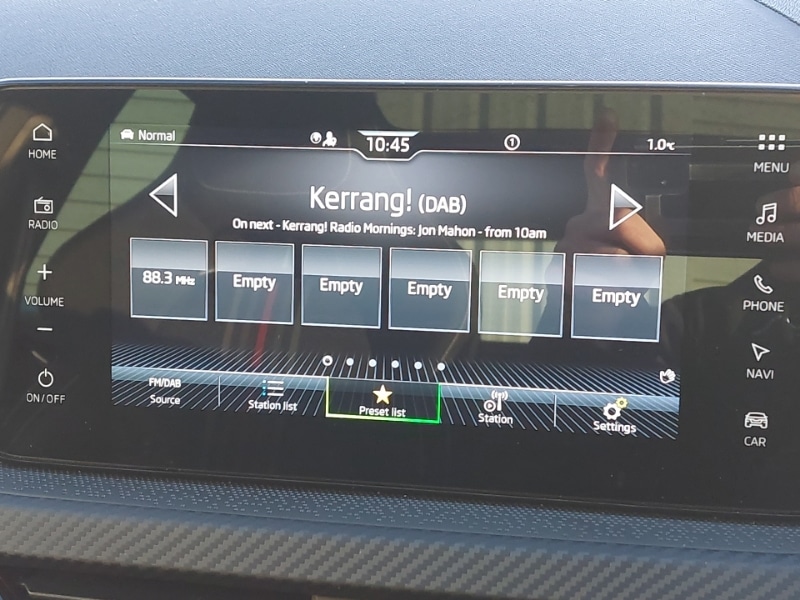 Normal
10:45
1
1.0°C
HOME
RADIO
VOLUME
ON/OFF
Kerrang! (DAB)
On next - Kerrang! Radio Mornings: Jon Mahon - from 10am
88.3 MHz
Empty
Empty
Empty
Empty
Empty
FM/DAB
Source
Station list
Preset list
Station
Settings
MENU
MEDIA
PHONE
NAVI
CAR